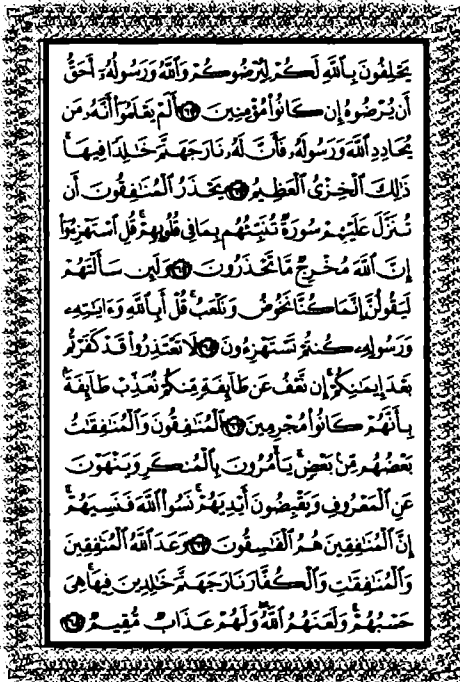 يَحْلِفُونَ بِٱللَّهِ لَكُمْ لِيُرْضُوكُمْ وَٱللَّهُ وَرَسُولُهُۥٓ أَحَقُّ
أَن يُرْضُوهُ إِن كَانُوا۟ مُؤْمِنِينَ ٦٢ أَلَمْ يَعْلَمُوٓا۟ أَنَّهُۥ مَن
يُحَادِدِ ٱللَّهَ وَرَسُولَهُۥ فَأَنَّ لَهُۥ نَارَ جَهَنَّمَ خَـٰلِدًا فِيهَا ۚ
ذَٰلِكَ ٱلْخِزْىُ ٱلْعَظِيمُ ٦٣ يَحْذَرُ ٱلْمُنَـٰفِقُونَ أَن
تُنَزَّلَ عَلَيْهِمْ سُورَةٌ تُنَبِّئُهُم بِمَا فِى قُلُوبِهِمْ ۚ قُلِ ٱسْتَهْزِءُوٓا۟
إِنَّ ٱللَّهَ مُخْرِجٌ مَّا تَحْذَرُونَ ٦٤ وَلَئِن سَأَلْتَهُمْ
لَيَقُولُنَّ إِنَّمَا كُنَّا نَخُوضُ وَنَلْعَبُ ۚ قُلْ أَبِٱللَّهِ وَءَايَـٰتِهِۦ
وَرَسُولِهِۦ كُنتُمْ تَسْتَهْزِءُونَ ٦٥ لَا تَعْتَذِرُوا۟ قَدْ كَفَرْتُم
بَعْدَ إِيمَـٰنِكُمْ ۚ إِن نَّعْفُ عَن طَآئِفَةٍ مِّنكُمْ نُعَذِّبْ طَآئِفَةًۢ
بِأَنَّهُمْ كَانُوا۟ مُجْرِمِينَ ٦٦ ٱلْمُنَـٰفِقُونَ وَٱلْمُنَـٰفِقَـٰتُ
بَعْضُهُم مِّنۢ بَعْضٍ ۚ يَأْمُرُونَ بِٱلْمُنكَرِ وَيَنْهَوْنَ
عَنِ ٱلْمَعْرُوفِ وَيَقْبِضُونَ أَيْدِيَهُمْ ۚ نَسُوا۟ ٱللَّهَ فَنَسِيَهُمْ ۗ
إِنَّ ٱلْمُنَـٰفِقِينَ هُمُ ٱلْفَـٰسِقُونَ ٦٧ وَعَدَ ٱللَّهُ ٱلْمُنَـٰفِقِينَ
وَٱلْمُنَـٰفِقَـٰتِ وَٱلْكُفَّارَ نَارَ جَهَنَّمَ خَـٰلِدِينَ فِيهَا ۚ هِىَ
حَسْبُهُمْ ۚ وَلَعَنَهُمُ ٱللَّهُ ۖ وَلَهُمْ عَذَابٌ مُّقِيمٌ ٦٨